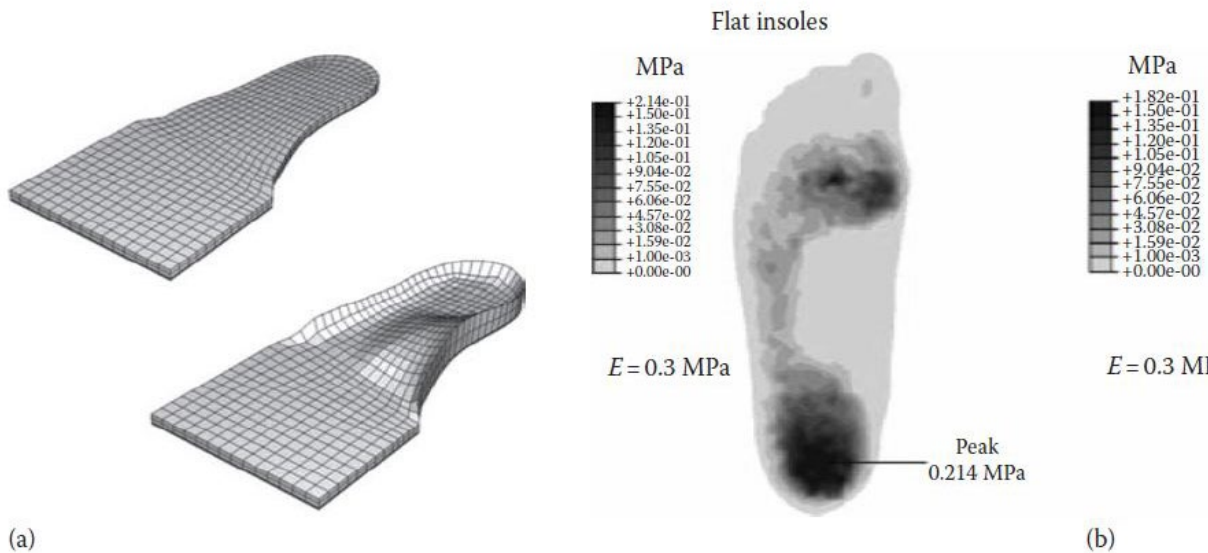 Flat insoles
MPa
+2.14e-01
+1.50e-01
+1.35e-01
+1.20e-01
+1.05e-01
+9.04e-02
+7.55e-02
+6.06e-02
+4.57e-02
+3.08e-02
+1.59e-02
+1.00e-03
+0.00e-00
E = 0.3 MPa
Peak
0.214 MPa
MPa
+1.82e-01
+1.50e-01
+1.35e-01
+1.20e-01
+1.05e-01
+9.04e-02
+7.55e-02
+6.06e-02
+4.57e-02
+3.08e-02
+1.59e-02
+1.00e-03
+0.00e-00
E = 0.3
(a)
(b)